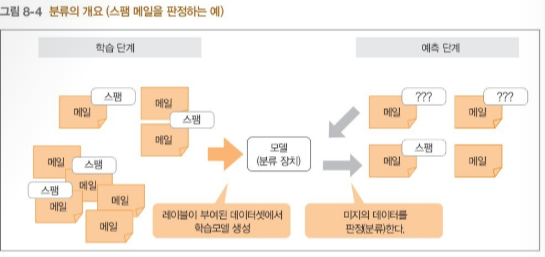 그림 8-4 분류의 개요 (스팸 메일을 판정하는 예)
학습 단계
예측 단계
스팸
메일
메일
스팸
메일
메일
스팸
메일
스팸
메일
메일
메일
모델
(분류 장치)
???
메일
???
메일
스팸
메일
메일
레이블이 부여된 데이터셋에서
학습모델 생성
미지의 데이터를
판정(분류)한다.